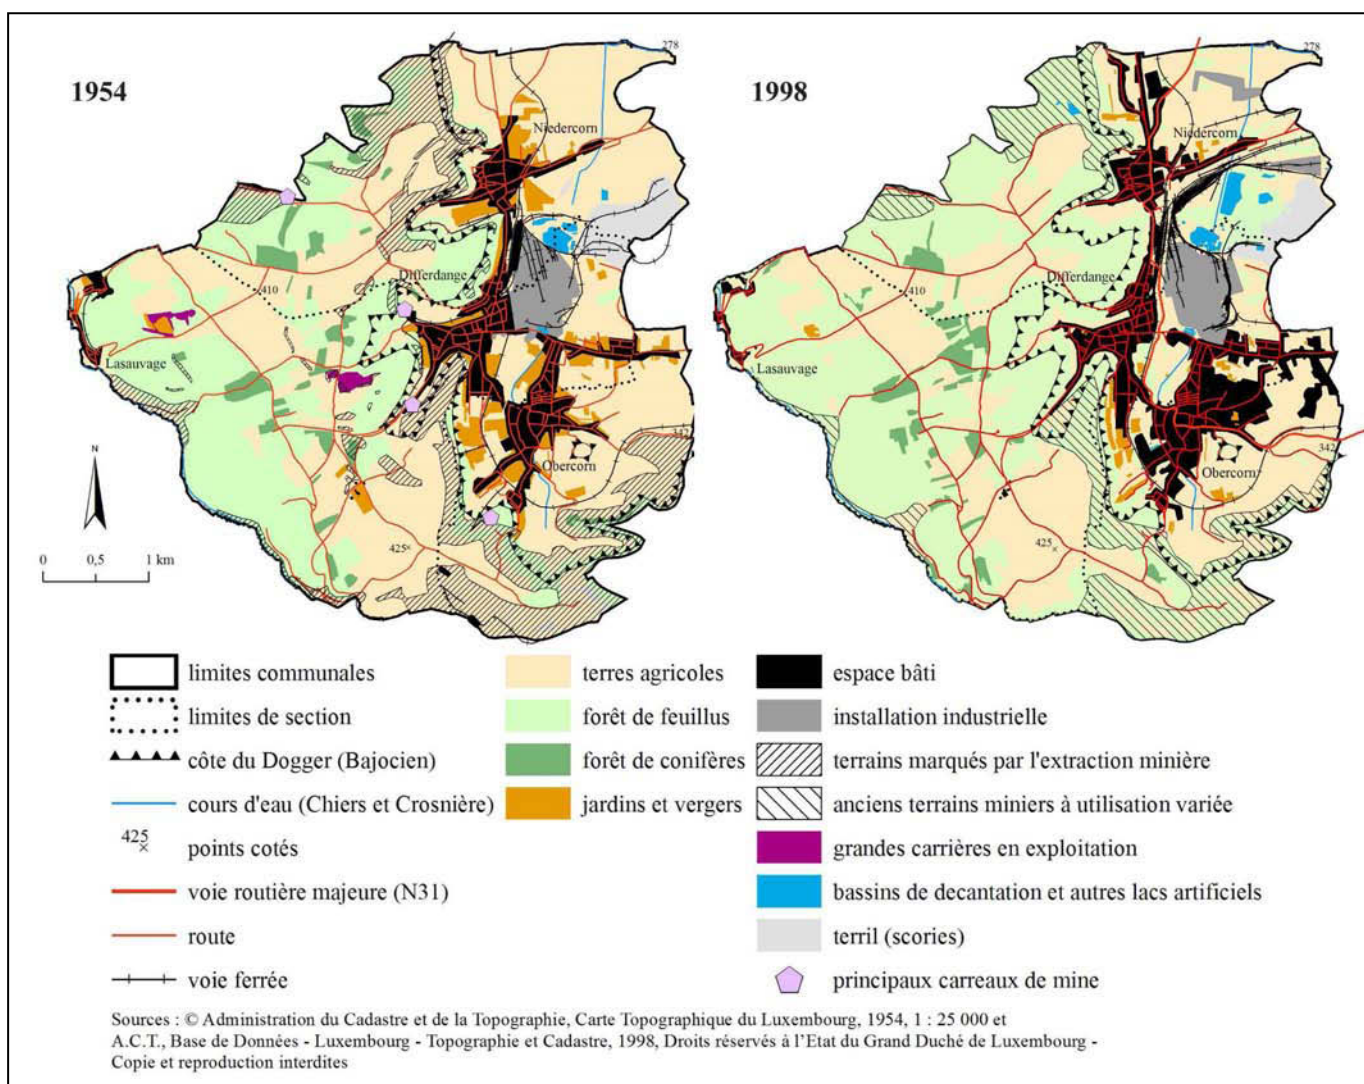 1954
278
Niedercorn
Differdange
410
Lasauvage
342
Obercorn
425
N
0 0,5 1 km
1998
278
Niedercorn
Differdange
410
Lasauvage
342
Obercorn
425
limites communales
limites de section
côte du Dogger (Bajocien)
cours d'eau (Chiers et Crosnière)
425 points cotés
voie routière majeure (N31)
route
voie ferrée
terres agricoles
forêt de feuillus
forêt de conifères
jardins et vergers
espace bâti
installation industrielle
terrains marqués par l'extraction minière
anciens terrains miniers à utilisation variée
grandes carrières en exploitation
bassins de decantation et autres lacs artificiels
terril (scories)
principaux carreaux de mine
Sources : © Administration du Cadastre et de la Topographie, Carte Topographique du Luxembourg, 1954, 1 : 25 000 et
A.C.T., Base de Données - Luxembourg - Topographie et Cadastre, 1998, Droits réservés à l'Etat du Grand Duché de Luxembourg -
Copie et reproduction interdites